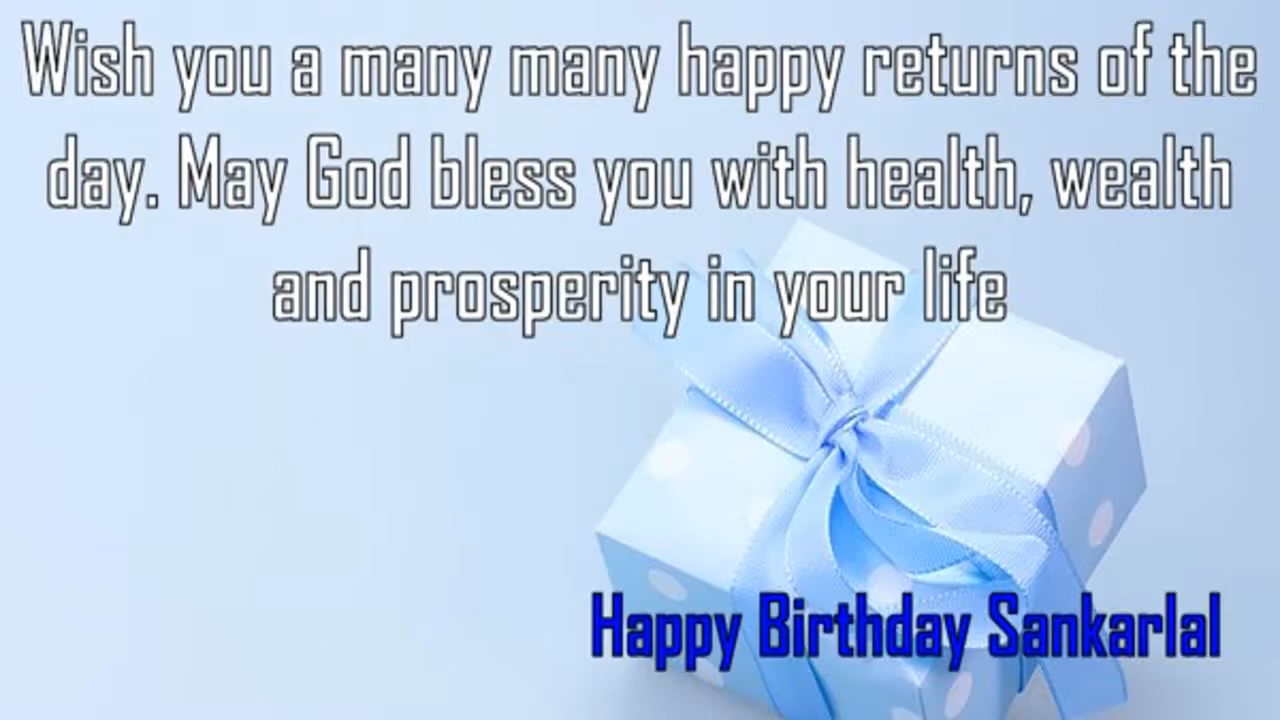 Wish you a many many happy returns of the
day. May God bless you with health, wealth
and prosperity in your life
Happy Birthday Sankarlal